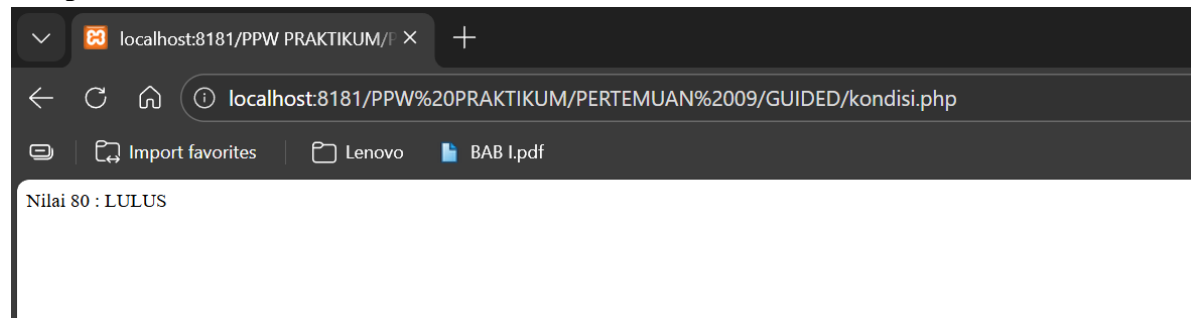 localhost:8181/PPW PRAKTIKUM/P
localhost:8181/PPW%20PRAKTIKUM/PERTEMUAN%2009/GUIDED/kondisi.php
Import favorites Lenovo BAB I.pdf
Nilai 80 : LULUS